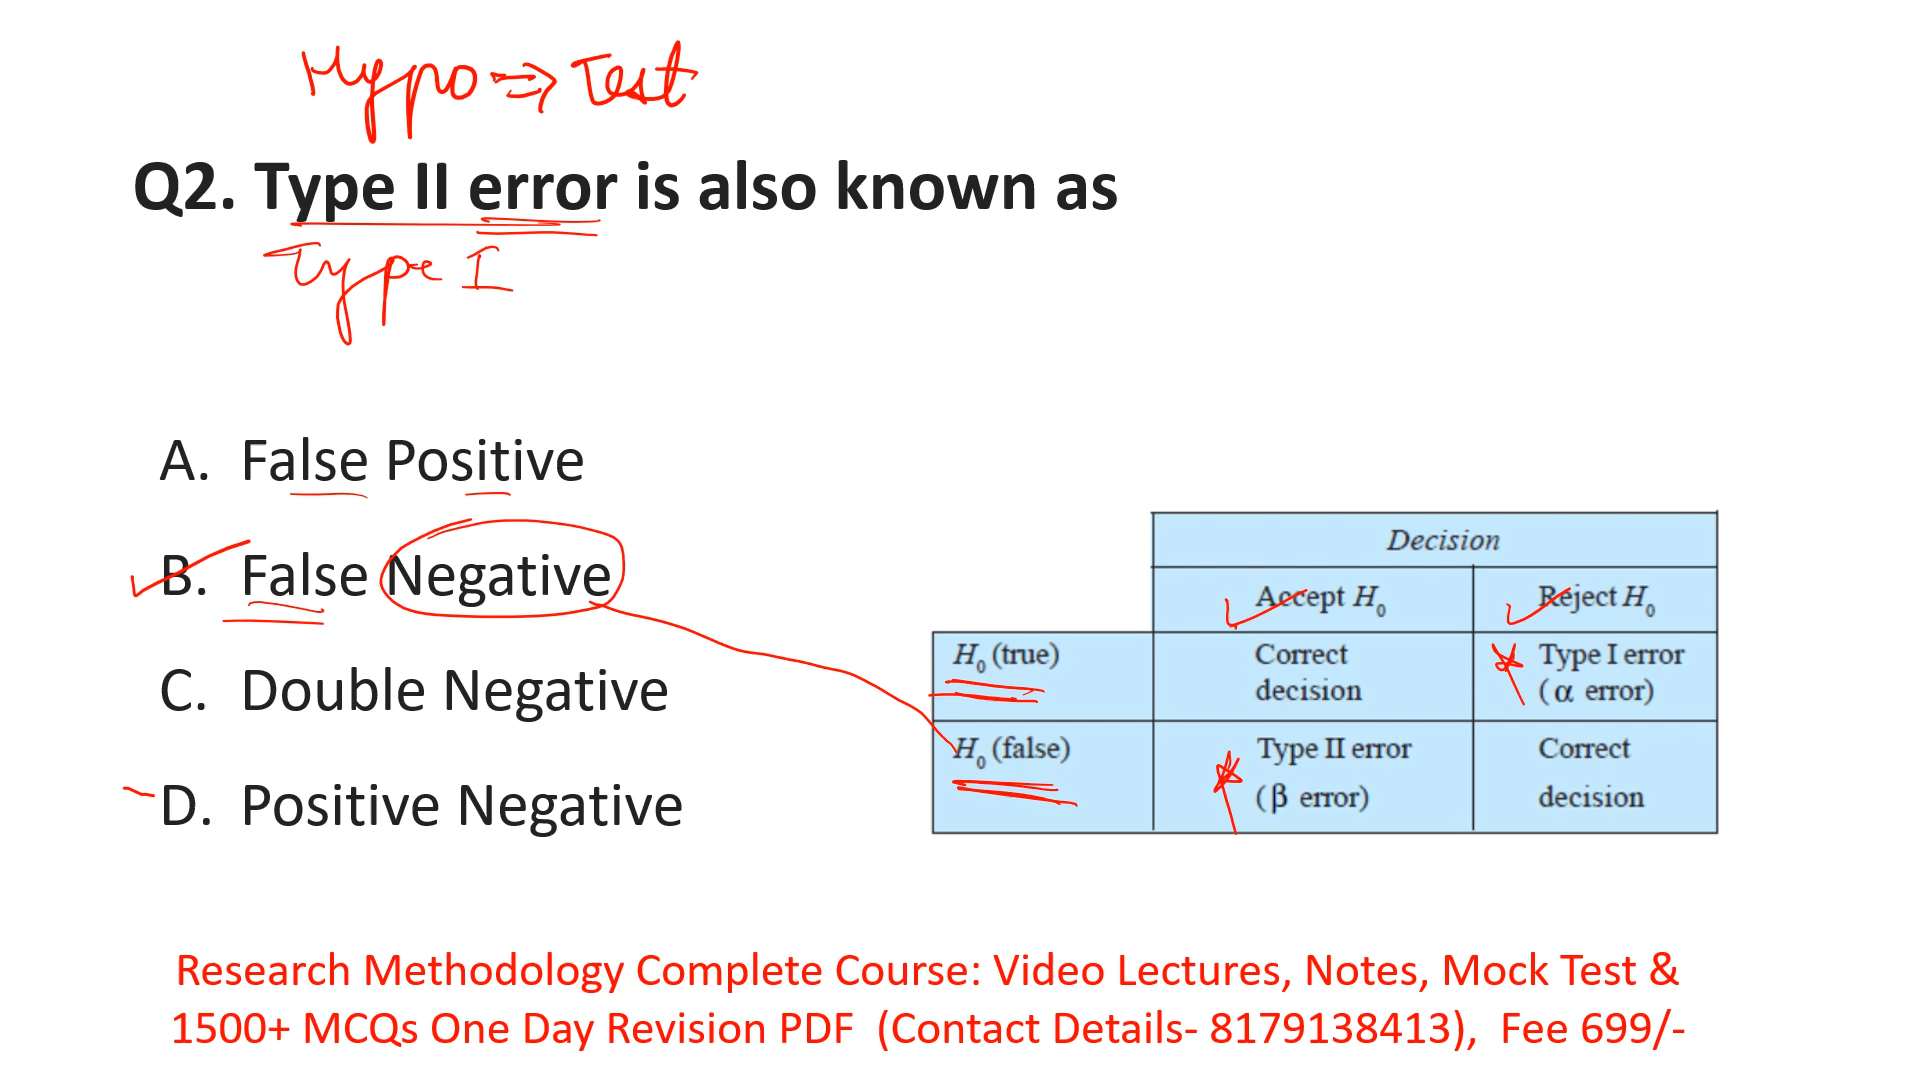 Hypo ⇒ Test
Q2. Type II error is also known as
Type I
A. False Positive
B. False Negative
C. Double Negative
D. Positive Negative
Decision
Accept H₀ Reject H₀
H₀ (true) Correct decision Type I error (α error)
H₀ (false) Type II error (β error) Correct decision
Research Methodology Complete Course: Video Lectures, Notes, Mock Test &
1500+ MCQs One Day Revision PDF (Contact Details- 8179138413), Fee 699/-